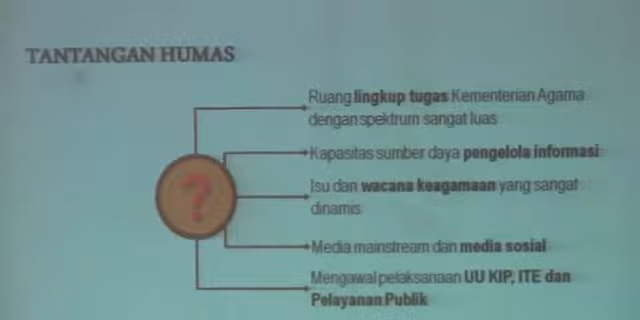 TANTANGAN HUMAS
Ruang lingkup tugas Kementerian Agama
dengan spektrum sangat luas
Kapasitas sumber daya pengelola informasi
?
Isu dan wacana keagamaan yang sangat
dinamis
Media mainstream dan media sosial
Mengawal pelaksanaan UU KIP, ITE dan
Pelayanan Publik